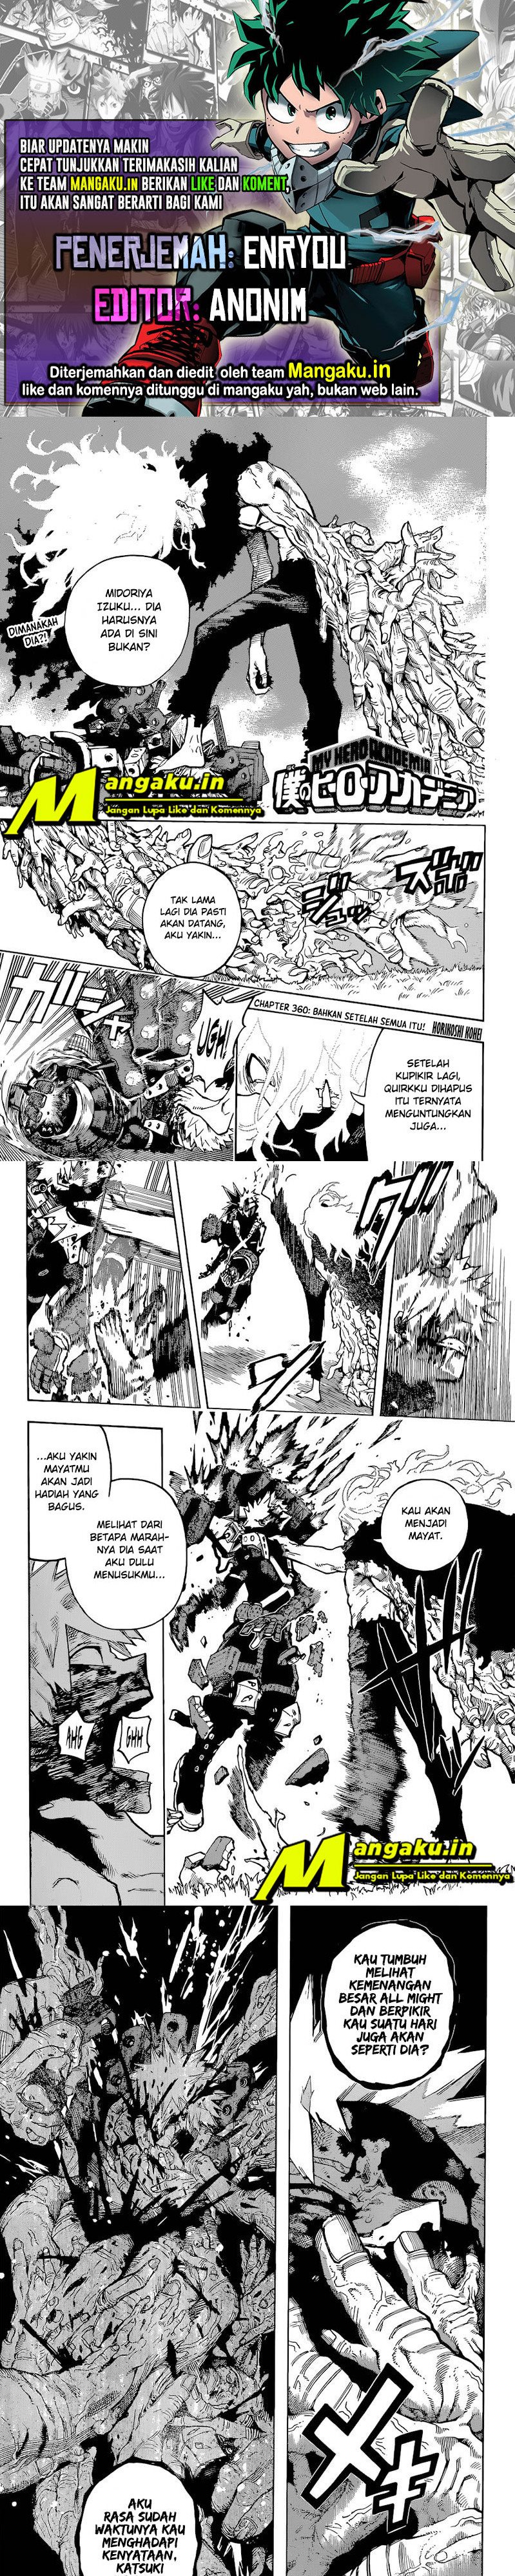 BIAR UPDATENYA MAKIN
CEPAT TUNJUKKAN TERIMAKASIH KALIAN
KE TEAM MANGAKU.IN BERIKAN LIKE DAN KOMENT,
ITU AKAN SANGAT BERARTI BAGI KAMI
PENERJEMAH: ENRYOU
EDITOR: ANONIM
Diterjemahkan dan diedit oleh team Mangaku.in
like dan komennya ditunggu di mangaku yah, bukan web lain.
MIDORIYA
IZUKU... DIA
HARUSNYA
ADA DI SINI
BUKAN?
DIMANAKAH
DIA?!
MY HERO ACADEMIA
僕のヒーローアカデミア
Mangaku.in
Jangan Lupa Like dan Komennya
TAK LAMA
LAGI DIA PASTI
AKAN DATANG,
AKU YAKIN...
CHAPTER 360: BAHKAN SETELAH SEMUA ITU! HORIKOSHI KOHEI
SETELAH
KUPIKIR LAGI,
QUIRKKU DIHAPUS
ITU TERNYATA
MENGUNTUNGKAN
JUGA...
UGH!
ガシャ
KAU AKAN
MENJADI
MAYAT.
...AKU YAKIN
MAYATMU
AKAN JADI
HADIAH YANG
BAGUS.
MELIHAT DARI
BETAPA MARAH-
NYA DIA SAAT
AKU DULU
MENUSUKMU...
AHG
GHH
Mangaku.in
Jangan Lupa Like dan Komennya
KAU TUMBUH
MELIHAT
KEMENANGAN
BESAR ALL MIGHT
DAN BERPIKIR
KAU SUATU HARI
JUGA AKAN
SEPERTI DIA?
AKU
RASA SUDAH
WAKTUNYA KAU
MENGHADAPI
KENYATAAN,
KATSUKI